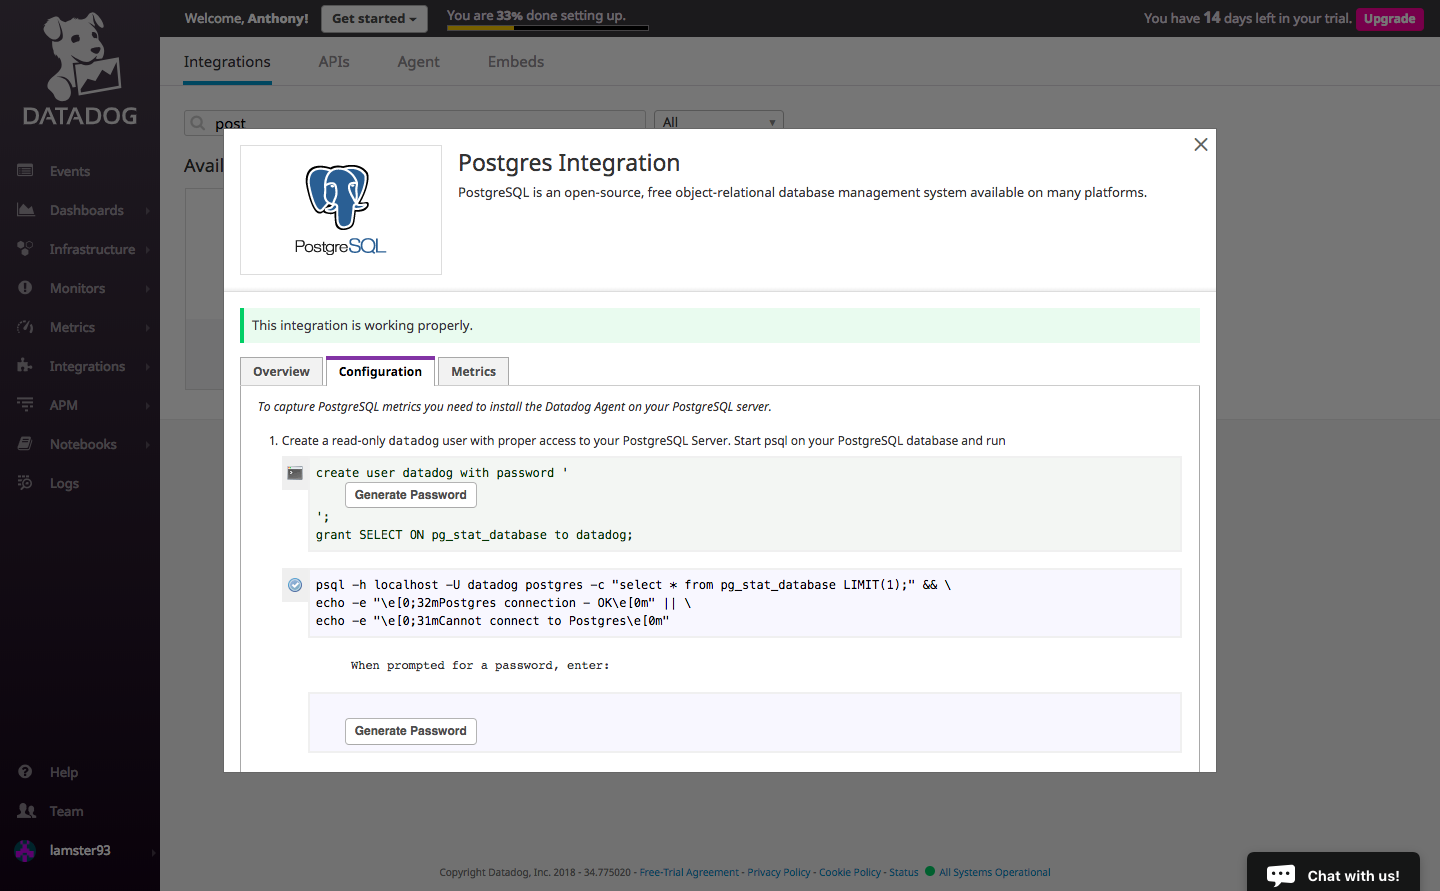 Welcome, Anthony!
Get started
You are 33% done setting up.
You have 14 days left in your trial.
Upgrade
DATADOG
Integrations
APIs
Agent
Embeds
post
All
Avail
Events
Dashboards
Infrastructure
Monitors
Metrics
Integrations
APM
Notebooks
Logs
Help
Team
lamster93
PostgreSQL
Postgres Integration
PostgreSQL is an open-source, free object-relational database management system available on many platforms.
This integration is working properly.
Overview
Configuration
Metrics
To capture PostgreSQL metrics you need to install the Datadog Agent on your PostgreSQL server.
1. Create a read-only datadog user with proper access to your PostgreSQL Server. Start psql on your PostgreSQL database and run
create user datadog with password '
Generate Password
';
grant SELECT ON pg_stat_database to datadog;
psql -h localhost -U datadog postgres -c "select * from pg_stat_database LIMIT(1);" && \
echo -e "\e[0;32mPostgres connection - OK\e[0m" || \
echo -e "\e[0;31mCannot connect to Postgres\e[0m"
When prompted for a password, enter:
Generate Password
Copyright Datadog, Inc. 2018 - 34.775020 - Free-Trial Agreement - Privacy Policy - Cookie Policy - Status All Systems Operational
Chat with us!